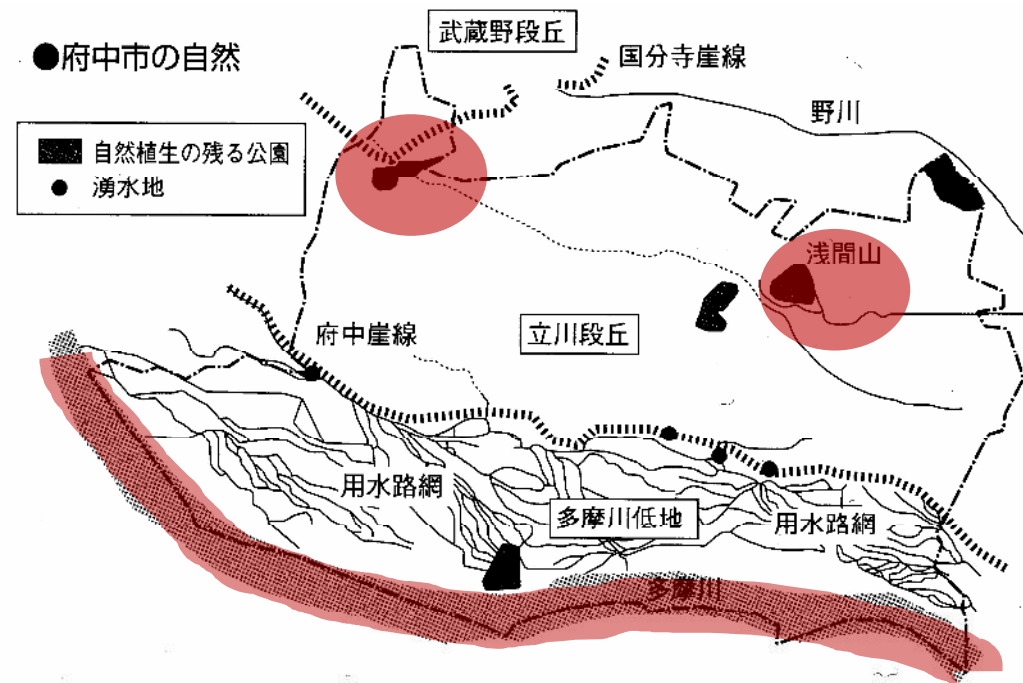 ●府中市の自然
自然植生の残る公園
湧水地
武蔵野段丘
国分寺崖線
野川
浅間山
府中崖線
立川段丘
用水路網
多摩川低地
用水路網
多摩川